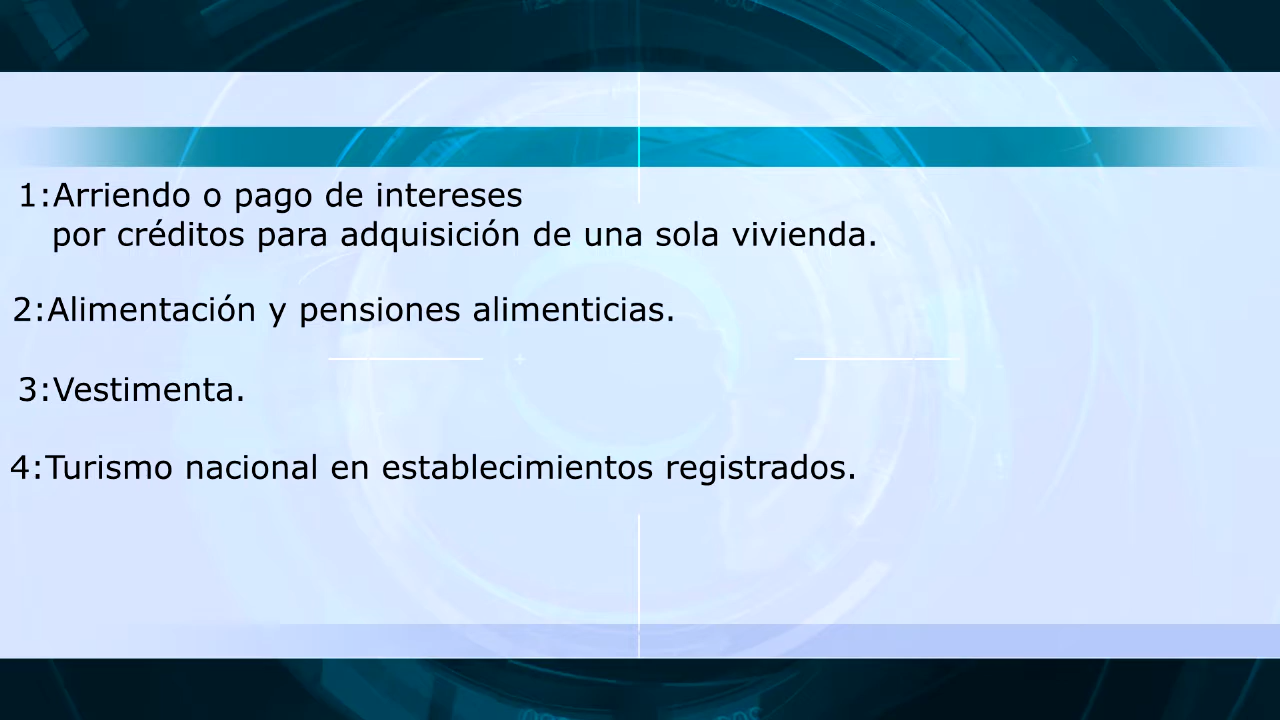 1:Arriendo o pago de intereses
por créditos para adquisición de una sola vivienda.
2:Alimentación y pensiones alimenticias.
3:Vestimenta.
4:Turismo nacional en establecimientos registrados.